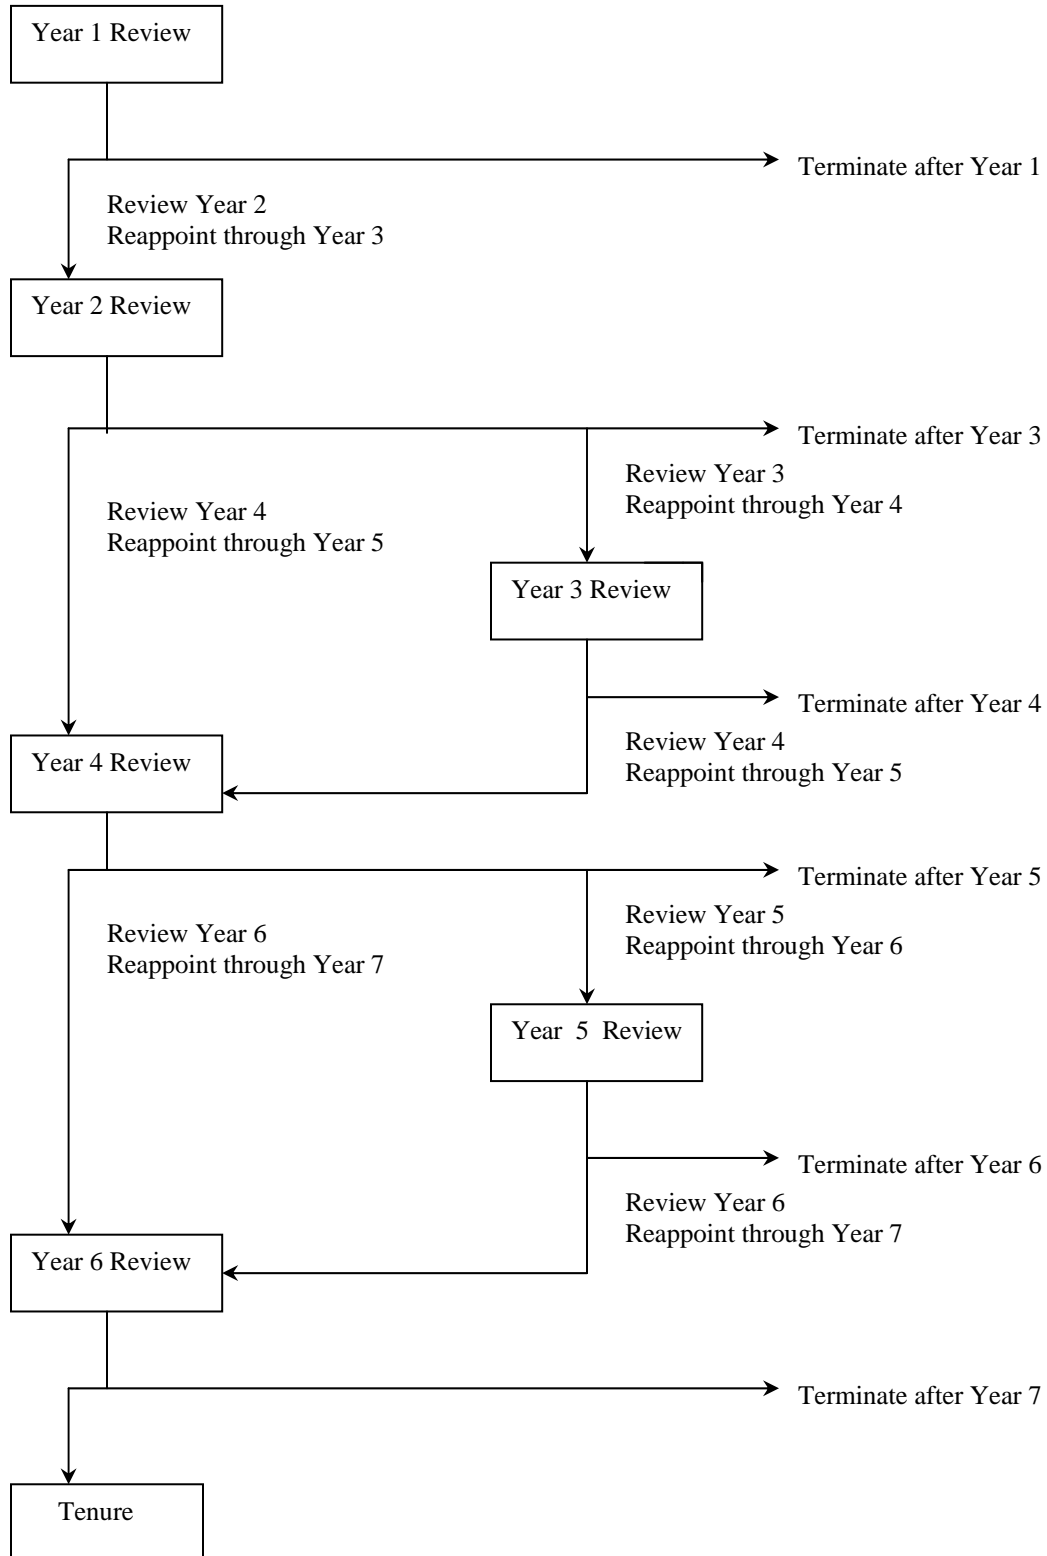 Year 1 Review
Terminate after Year 1
Review Year 2
Reappoint through Year 3
Year 2 Review
Terminate after Year 3
Review Year 3
Reappoint through Year 4
Review Year 4
Reappoint through Year 5
Year 3 Review
Terminate after Year 4
Review Year 4
Reappoint through Year 5
Year 4 Review
Terminate after Year 5
Review Year 5
Reappoint through Year 6
Review Year 6
Reappoint through Year 7
Year 5 Review
Terminate after Year 6
Review Year 6
Reappoint through Year 7
Year 6 Review
Terminate after Year 7
Tenure